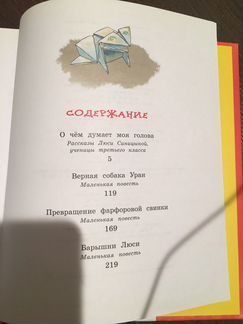 СОДЕРЖАНИЕ
О чём думает моя голова
Рассказы Люси Синицыной,
ученицы третьего класса
5
Верная собака Уран
Маленькая повесть
119
Превращение фарфоровой свинки
Маленькая повесть
169
Барышни Люси
Маленькая повесть
219